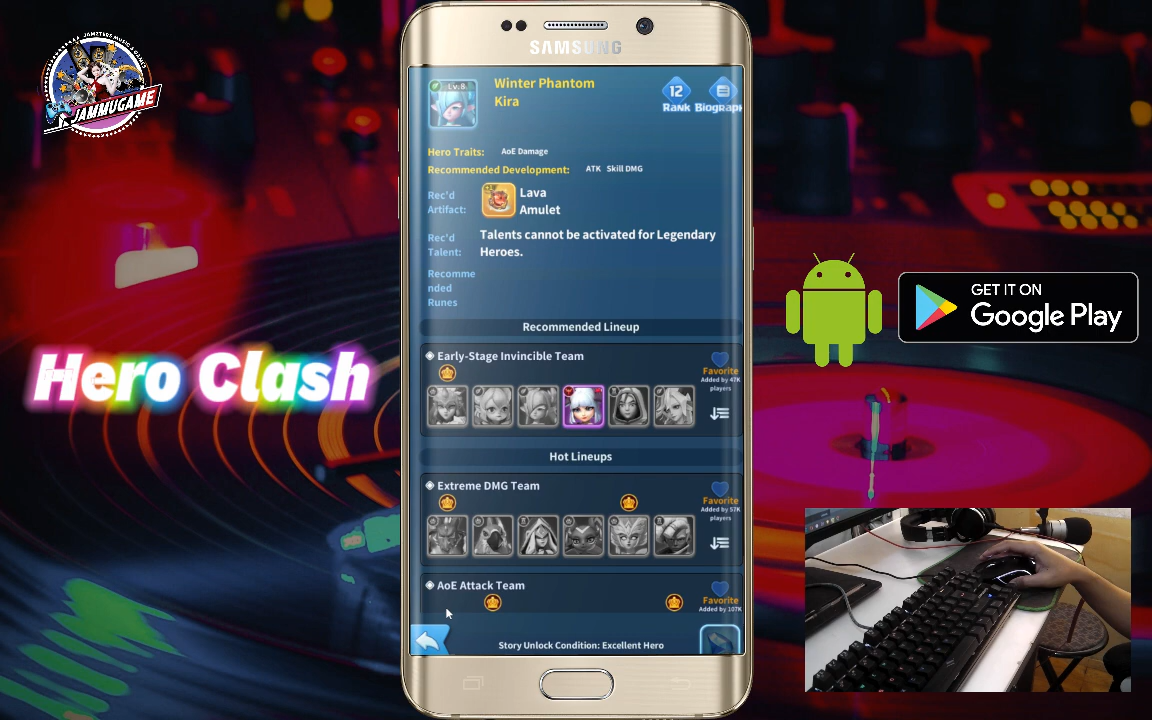 SAMSUNG
JAMZTERS MUSIC & GAMES
JAMMUGAME
Lv.8
Winter Phantom
Kira
12
Rank
Biograph
Hero Traits:
AoE Damage
Recommended Development:
ATK Skill DMG
Rec'd
Artifact:
Lava
Amulet
Rec'd
Talent:
Talents cannot be activated for Legendary
Heroes.
Recomme
nded
Runes
Recommended Lineup
Early-Stage Invincible Team
Favorite
Added by 47K
players
Hot Lineups
Extreme DMG Team
Favorite
Added by 57K
players
AoE Attack Team
Favorite
Added by 107K
Story Unlock Condition: Excellent Hero
Hero Clash
GET IT ON
Google Play